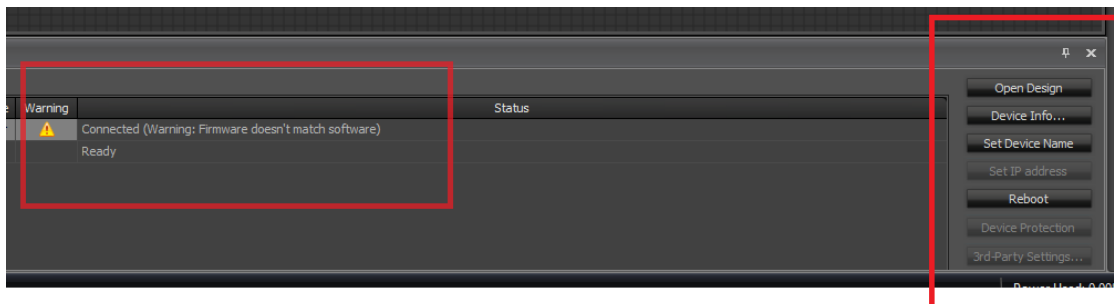 Open Design
Warning Status
Device Info...
Connected (Warning: Firmware doesn't match software)
Set Device Name
Ready
Set IP address
Reboot
Device Protection
3rd-Party Settings...